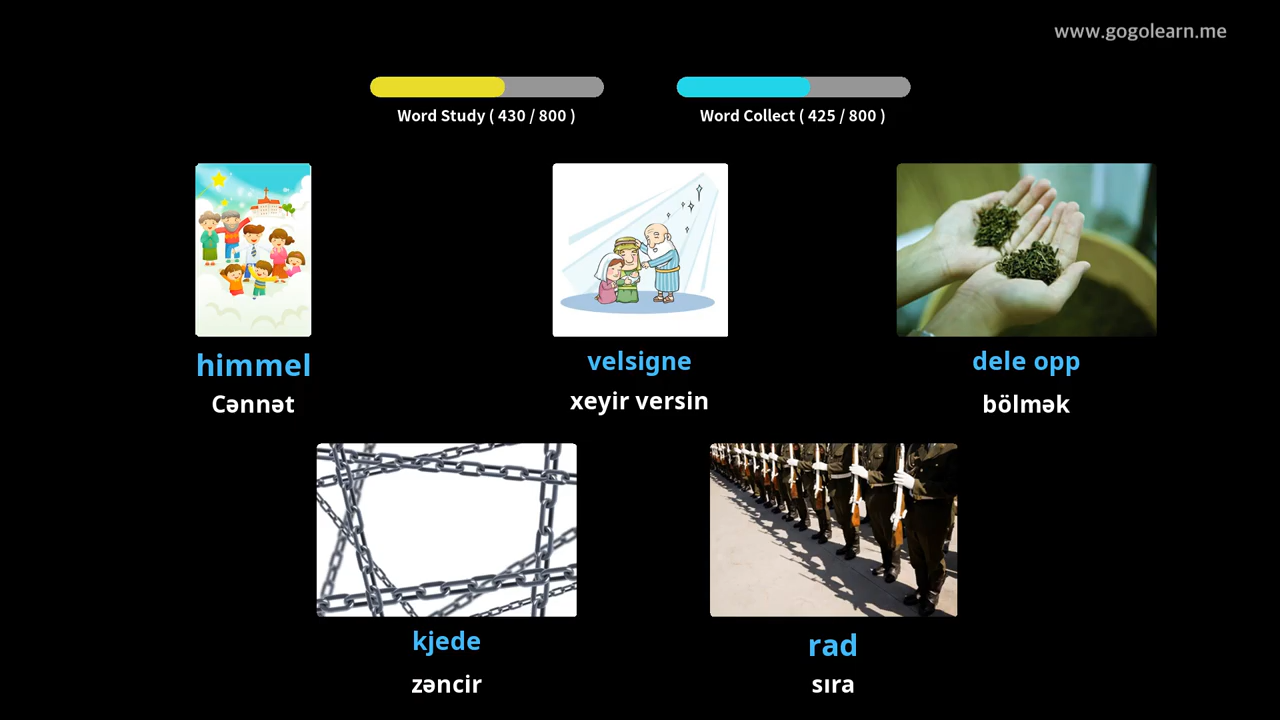 www.gogolearn.me
Word Study ( 430 / 800 )
Word Collect ( 425 / 800 )
himmel
Cənnət
velsigne
xeyir versin
dele opp
bölmək
kjede
zəncir
rad
sıra